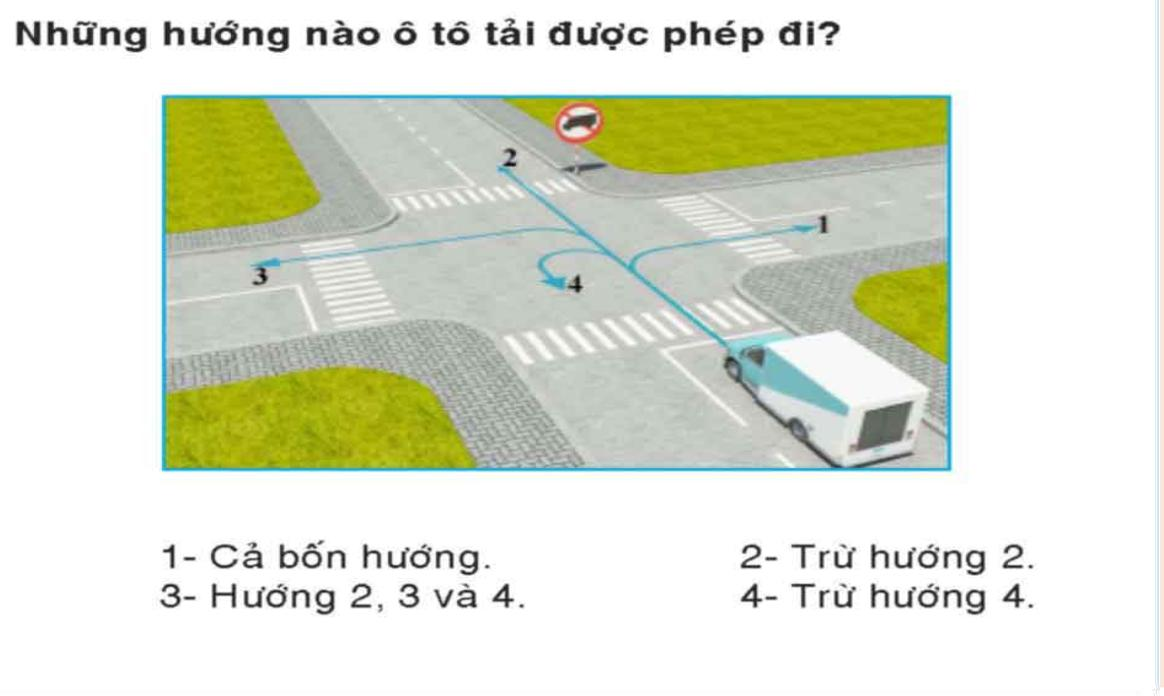 Những hướng nào ô tô tải được phép đi?
2
1
3
4
1- Cả bốn hướng.
2- Trừ hướng 2.
3- Hướng 2, 3 và 4.
4- Trừ hướng 4.